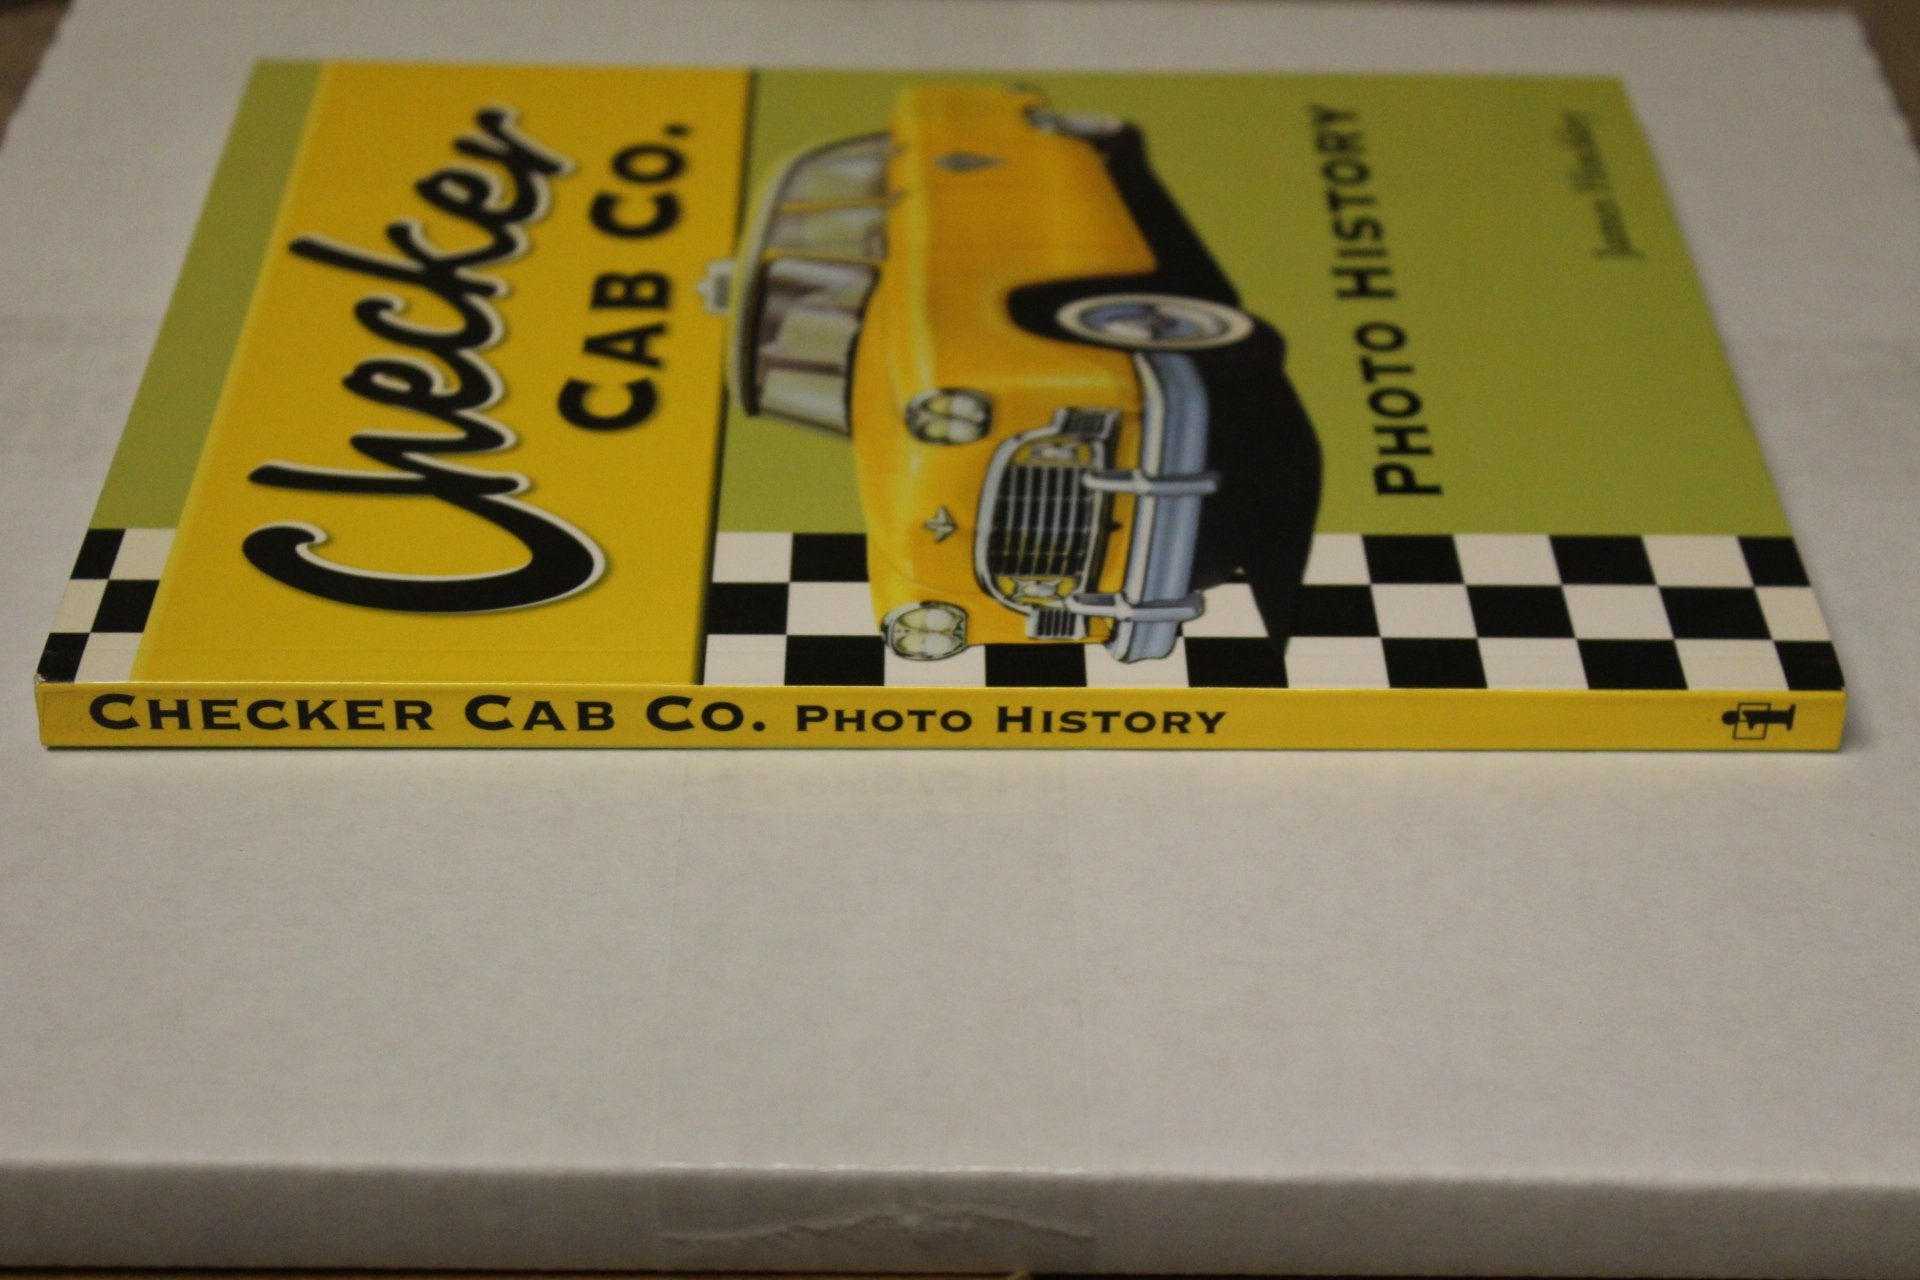 Checker
CAB CO.
PHOTO HISTORY
CHECKER CAB CO. PHOTO HISTORY